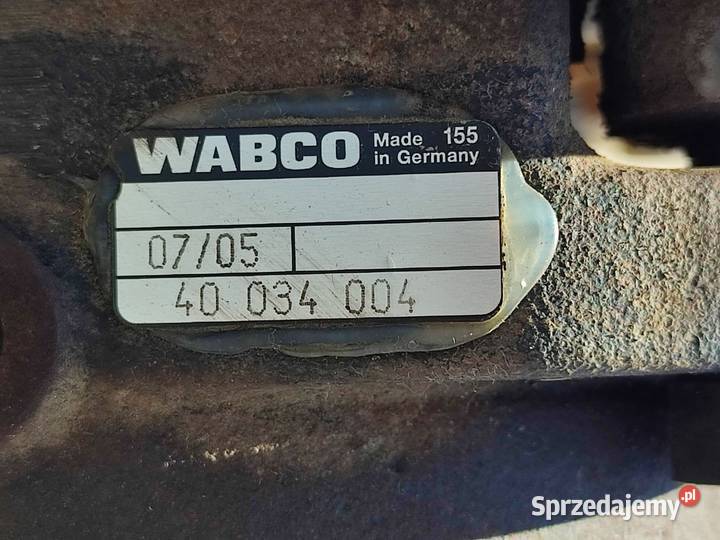 WABCO Made 155
in Germany
07/05
40 034 004
Sprzedajemy.pl